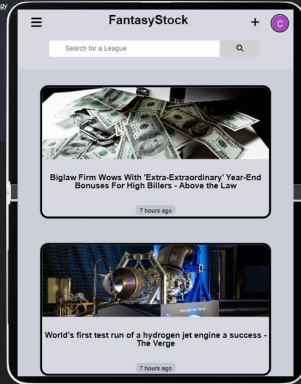 gy
FantasyStock
+
C
Search for a League
Biglaw Firm Wows With 'Extra-Extraordinary' Year-End
Bonuses For High Billers - Above the Law
7 hours ago
World's first test run of a hydrogen jet engine a success -
The Verge
7 hours ago